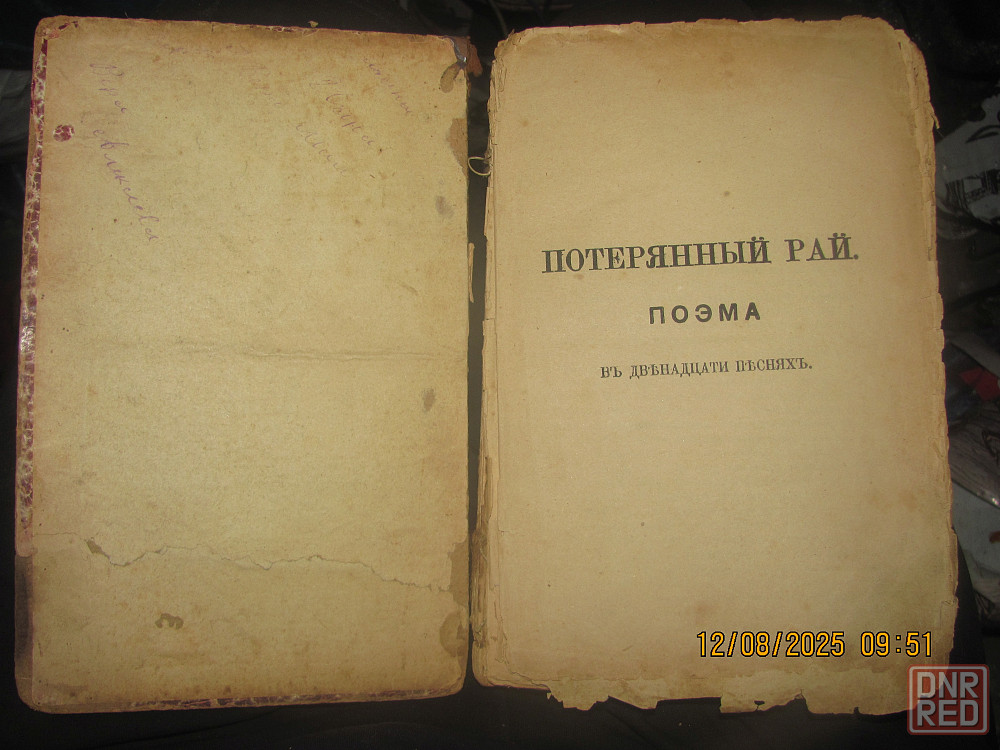 ПОТЕРЯННЫЙ РАЙ.
ПОЭМА
ВЪ ДВѢНАДЦАТИ ПѢСНЯХЪ.
12/08/2025 09:51
DNR
RED